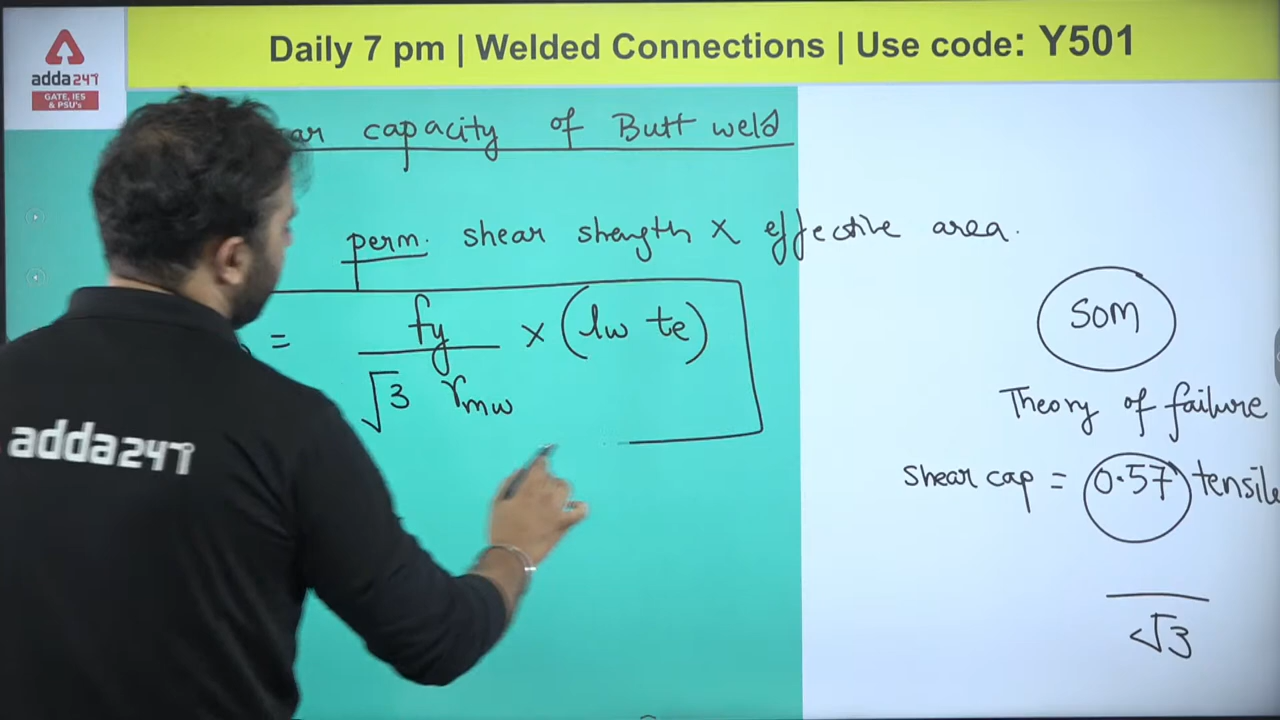 Daily 7 pm | Welded Connections | Use code: Y501
adda247
GATE, IES
& PSU's
ar capacity of Butt weld
perm. shear strength × effective area.
= fy / √3 γmw × (lw te)
SOM
Theory of failure
Shear cap = 0.57 tensile
√3
adda247